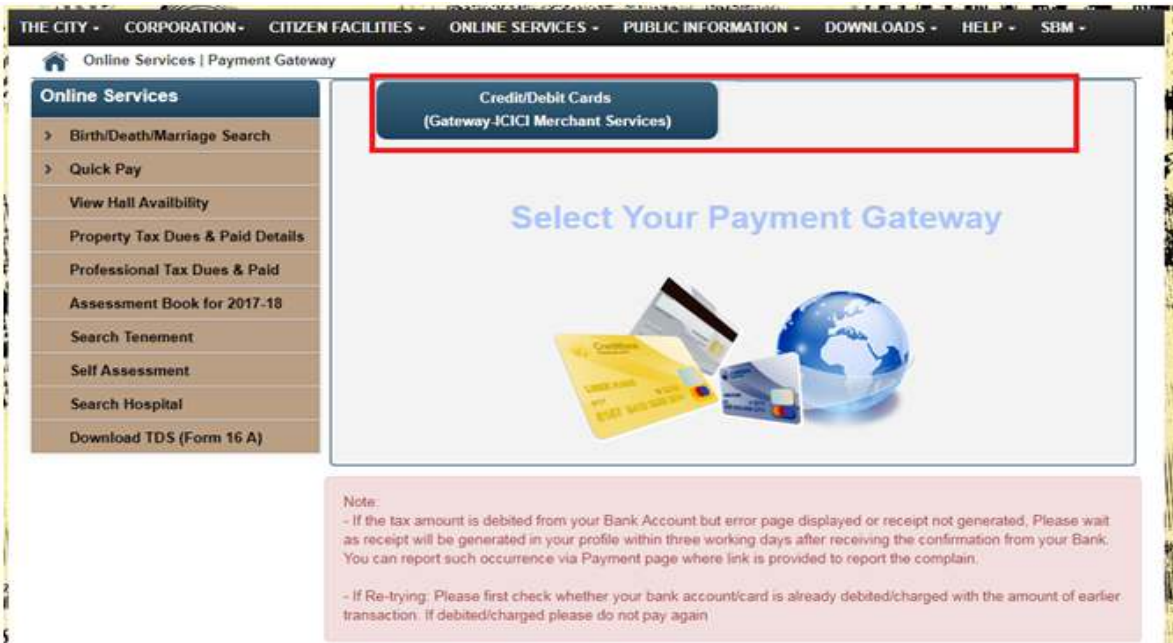 THE CITY - CORPORATION- CITIZEN FACILITIES - ONLINE SERVICES - PUBLIC INFORMATION - DOWNLOADS - HELP - SBM -
Online Services | Payment Gateway
Online Services
> Birth/Death/Marriage Search
> Quick Pay
View Hall Availbility
Property Tax Dues & Paid Details
Professional Tax Dues & Paid
Assessment Book for 2017-18
Search Tenement
Self Assessment
Search Hospital
Download TDS (Form 16 A)
Credit/Debit Cards
(Gateway-ICICI Merchant Services)
Select Your Payment Gateway
Note:
- If the tax amount is debited from your Bank Account but error page displayed or receipt not generated, Please wait
as receipt will be generated in your profile within three working days after receiving the confirmation from your Bank.
You can report such occurrence via Payment page where link is provided to report the complain.
- If Re-trying: Please first check whether your bank account/card is already debited/charged with the amount of earlier
transaction. If debited/charged please do not pay again